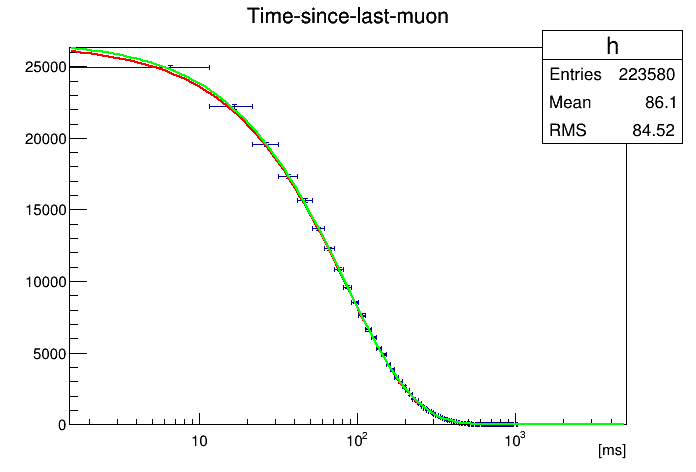 Time-since-last-muon
h
Entries 223580
Mean 86.1
RMS 84.52
25000
20000
15000
10000
5000
0
10 10² 10³
[ms]